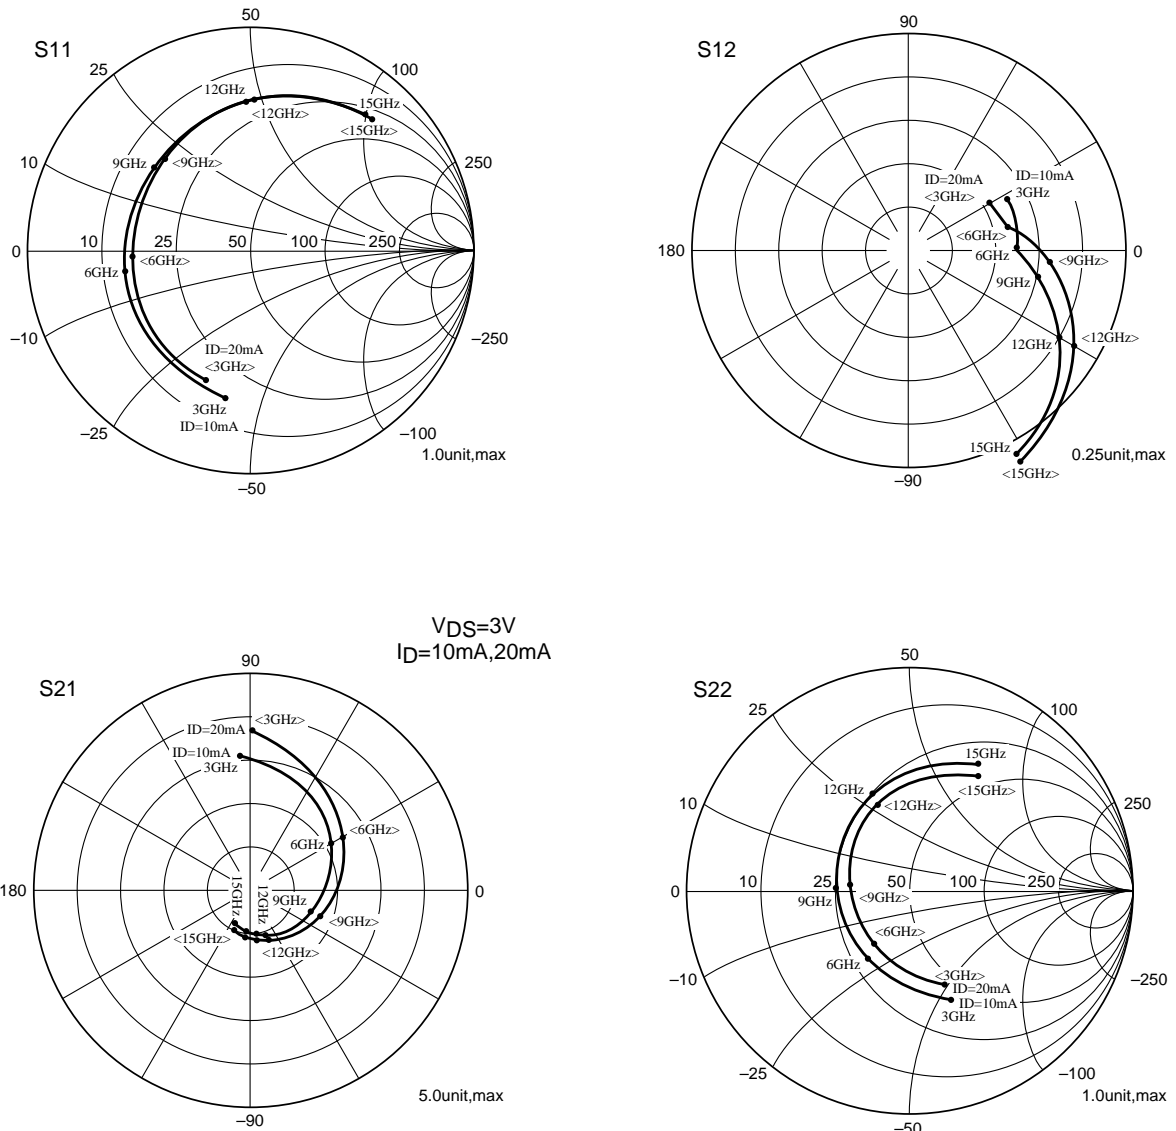 S11
50
25
100
10
250
0
10
25
50
100
250
–10
–250
–25
–100
–50
1.0unit,max
12GHz
<12GHz>
15GHz
<15GHz>
9GHz
<9GHz>
6GHz
<6GHz>
ID=20mA
<3GHz>
3GHz
ID=10mA
S12
90
180
0
–90
0.25unit,max
ID=20mA
<3GHz>
ID=10mA
3GHz
<6GHz>
6GHz
<9GHz>
9GHz
12GHz
<12GHz>
15GHz
<15GHz>
VDS=3V
ID=10mA,20mA
S21
90
180
0
–90
5.0unit,max
ID=20mA
<3GHz>
ID=10mA
3GHz
6GHz
<6GHz>
9GHz
<9GHz>
12GHz
<12GHz>
15GHz
<15GHz>
S22
50
25
100
10
250
0
10
25
50
100
250
–10
–250
–25
–100
–50
1.0unit,max
15GHz
<15GHz>
12GHz
<12GHz>
9GHz
<9GHz>
<6GHz>
6GHz
<3GHz>
ID=20mA
ID=10mA
3GHz